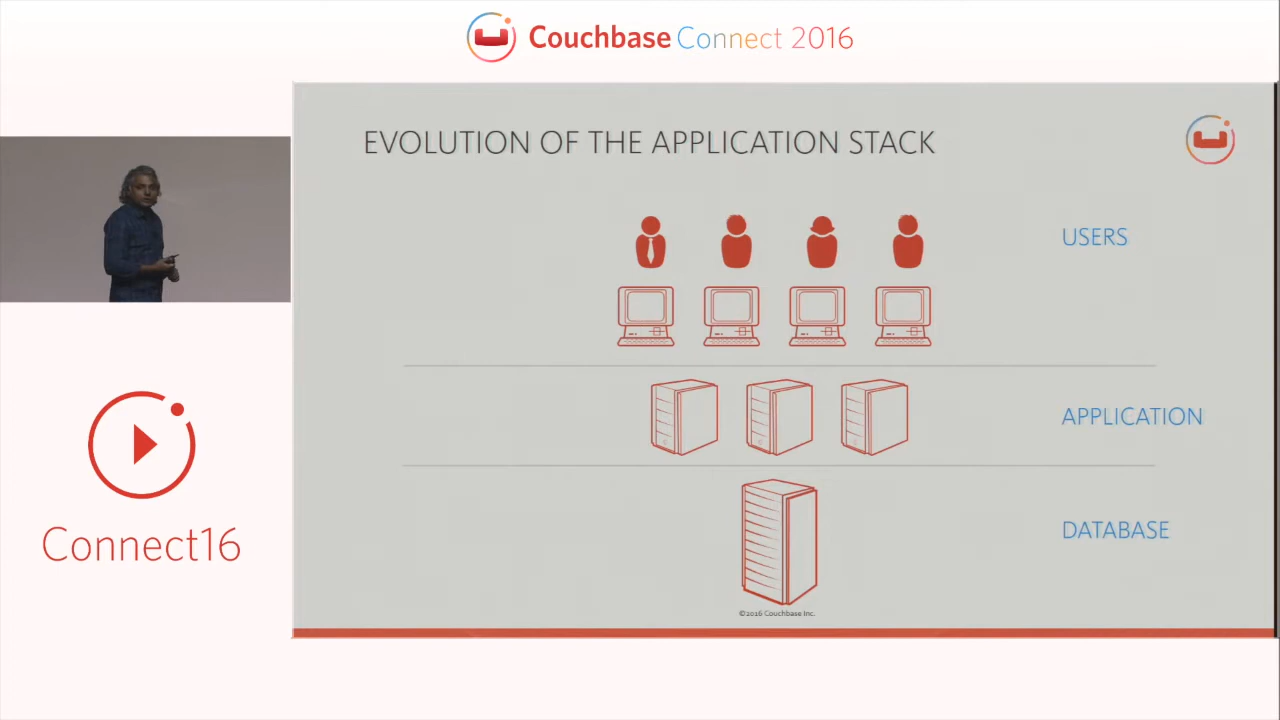 Couchbase Connect 2016
EVOLUTION OF THE APPLICATION STACK
USERS
APPLICATION
DATABASE
©2016 Couchbase Inc.
Connect16